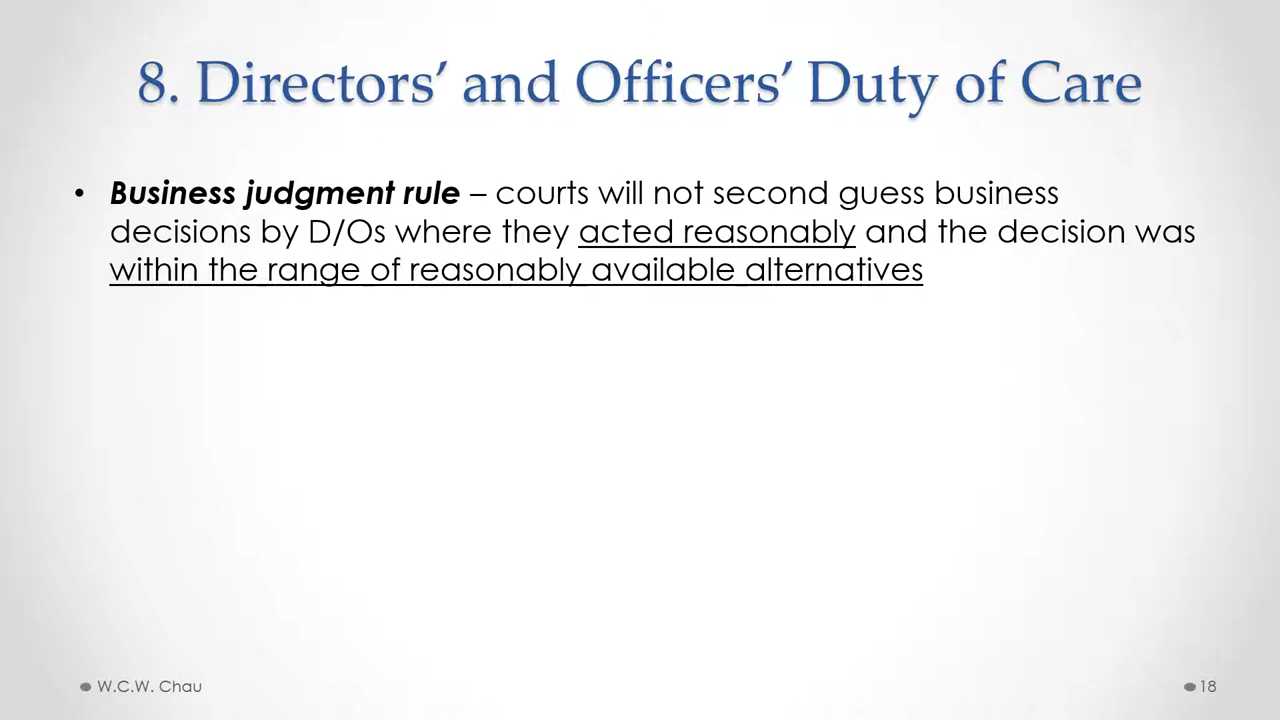 8. Directors’ and Officers’ Duty of Care
• Business judgment rule – courts will not second guess business
decisions by D/Os where they acted reasonably and the decision was
within the range of reasonably available alternatives
W.C.W. Chau
18